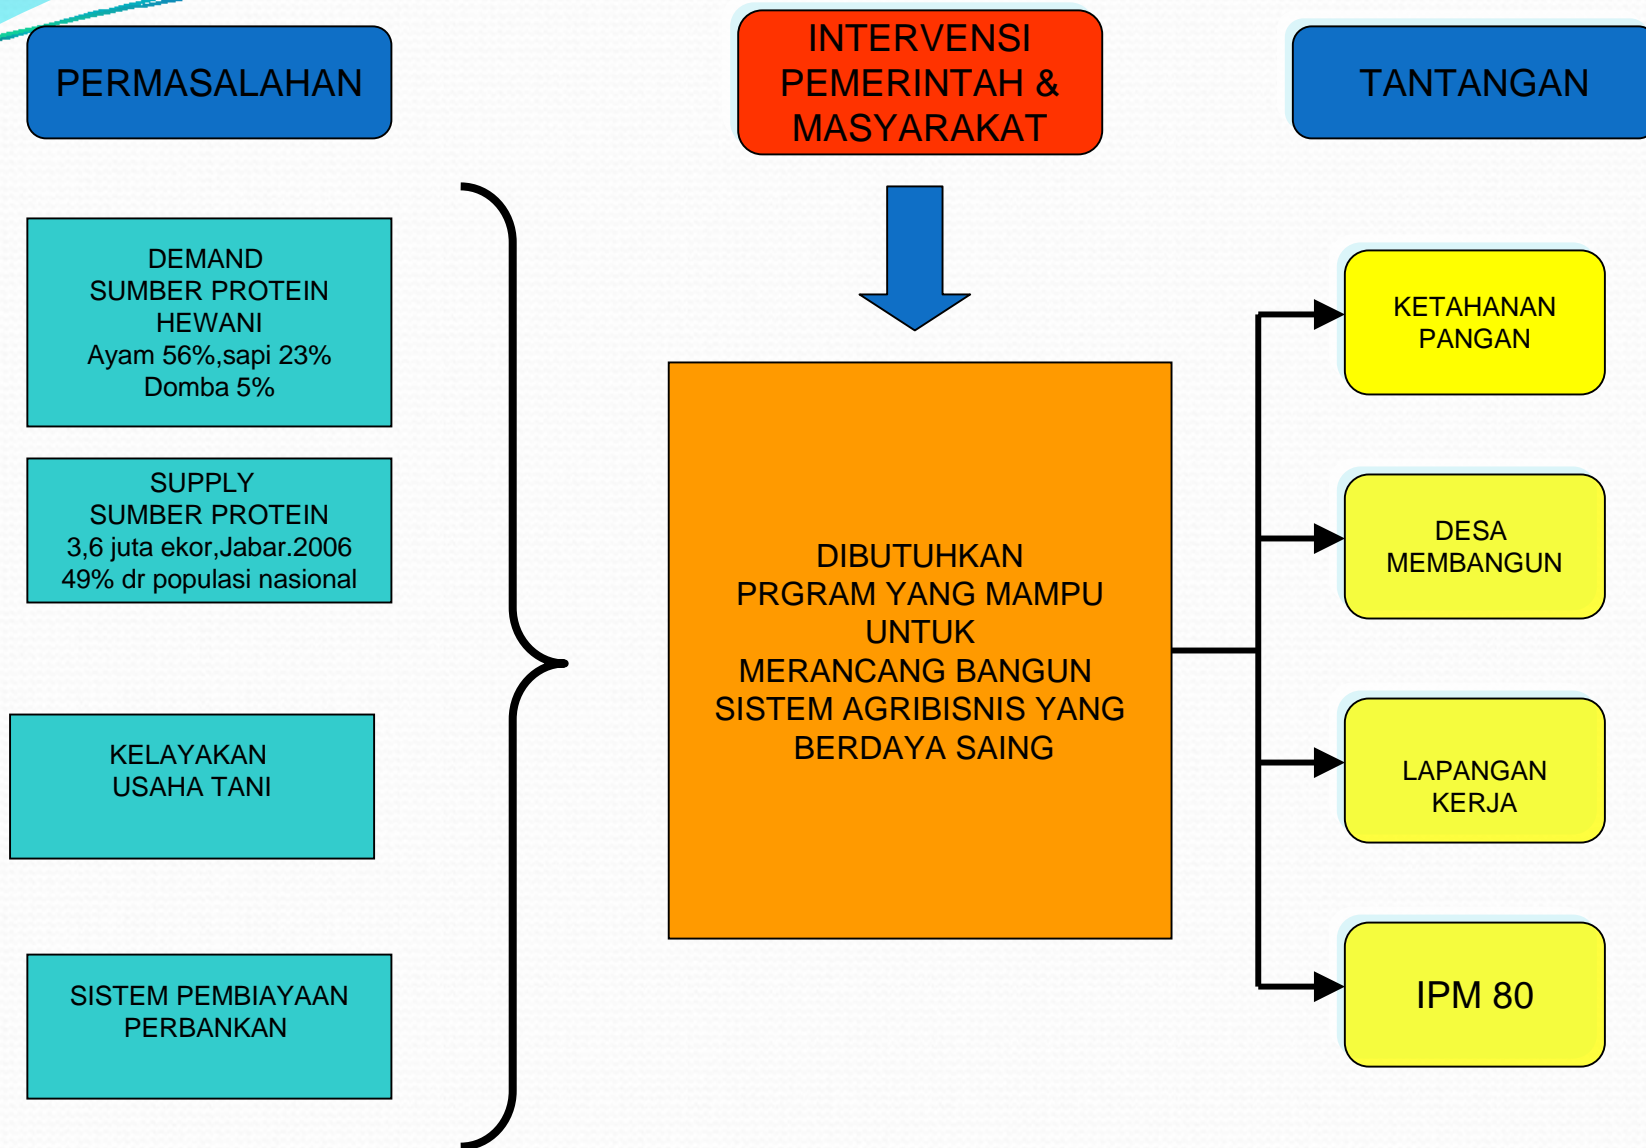 PERMASALAHAN
INTERVENSI
PEMERINTAH &
MASYARAKAT
TANTANGAN
DEMAND
SUMBER PROTEIN
HEWANI
Ayam 56%,sapi 23%
Domba 5%
SUPPLY
SUMBER PROTEIN
3,6 juta ekor,Jabar.2006
49% dr populasi nasional
KELAYAKAN
USAHA TANI
SISTEM PEMBIAYAAN
PERBANKAN
DIBUTUHKAN
PRGRAM YANG MAMPU
UNTUK
MERANCANG BANGUN
SISTEM AGRIBISNIS YANG
BERDAYA SAING
KETAHANAN
PANGAN
DESA
MEMBANGUN
LAPANGAN
KERJA
IPM 80